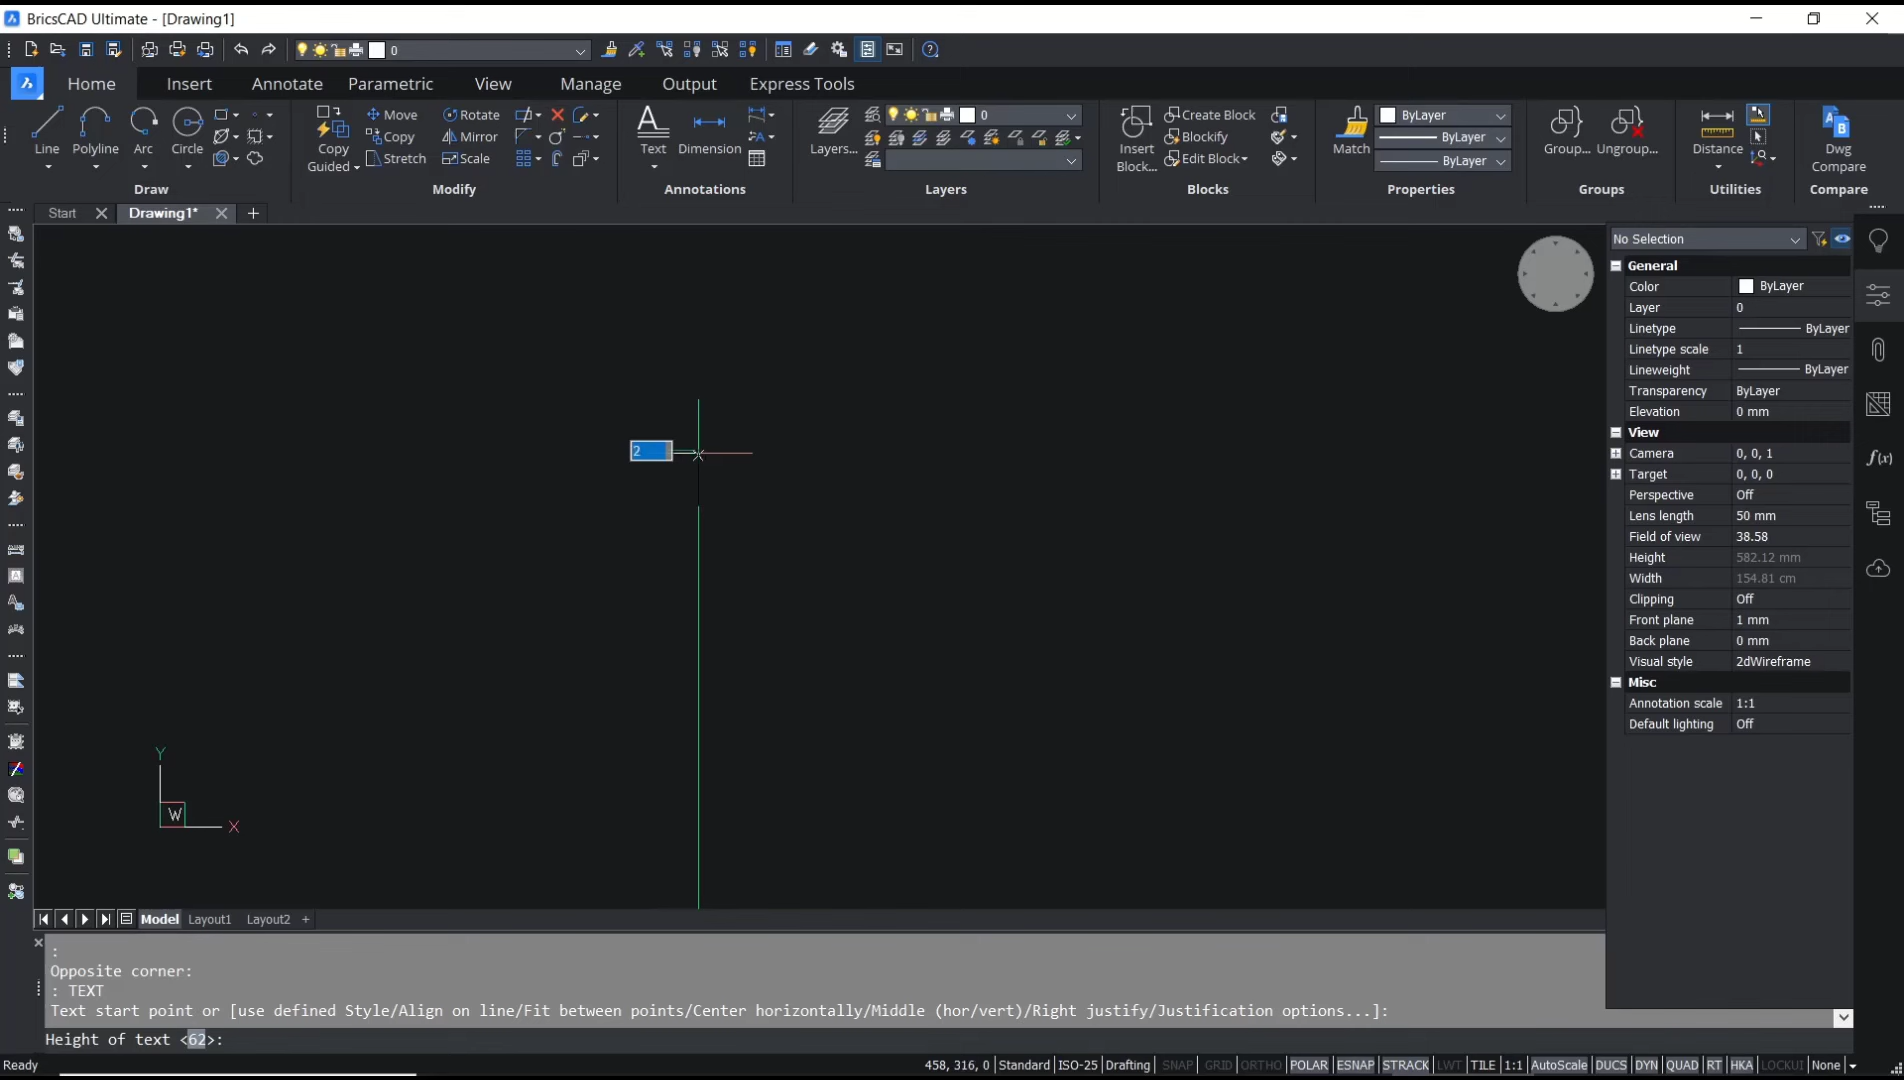 BricsCAD Ultimate - [Drawing1]
0
Home Insert Annotate Parametric View Manage Output Express Tools
Line Polyline Arc Circle
Draw
Copy Guided
Move Rotate
Copy Mirror
Stretch Scale
Modify
Text Dimension
Annotations
Layers...
0
Layers
Insert Block...
Create Block
Blockify
Edit Block
Blocks
Match
ByLayer
ByLayer
ByLayer
Properties
Group... Ungroup...
Groups
Distance
Utilities
Dwg Compare
Compare
Start Drawing1*
No Selection
General
Color ByLayer
Layer 0
Linetype ByLayer
Linetype scale 1
Lineweight ByLayer
Transparency ByLayer
Elevation 0 mm
View
Camera 0, 0, 1
Target 0, 0, 0
Perspective Off
Lens length 50 mm
Field of view 38.58
Height 582.12 mm
Width 154.81 cm
Clipping Off
Front plane 1 mm
Back plane 0 mm
Visual style 2dWireframe
Misc
Annotation scale 1:1
Default lighting Off
f(x)
2
Y
W
X
Model Layout1 Layout2 +
:
Opposite corner:
: TEXT
Text start point or [use defined Style/Align on line/Fit between points/Center horizontally/Middle (hor/vert)/Right justify/Justification options...]:
Height of text <62>:
Ready 458, 316, 0 Standard ISO-25 Drafting SNAP GRID ORTHO POLAR ESNAP STRACK LWT TILE 1:1 AutoScale DUCS DYN QUAD RT HKA LOCKUI None